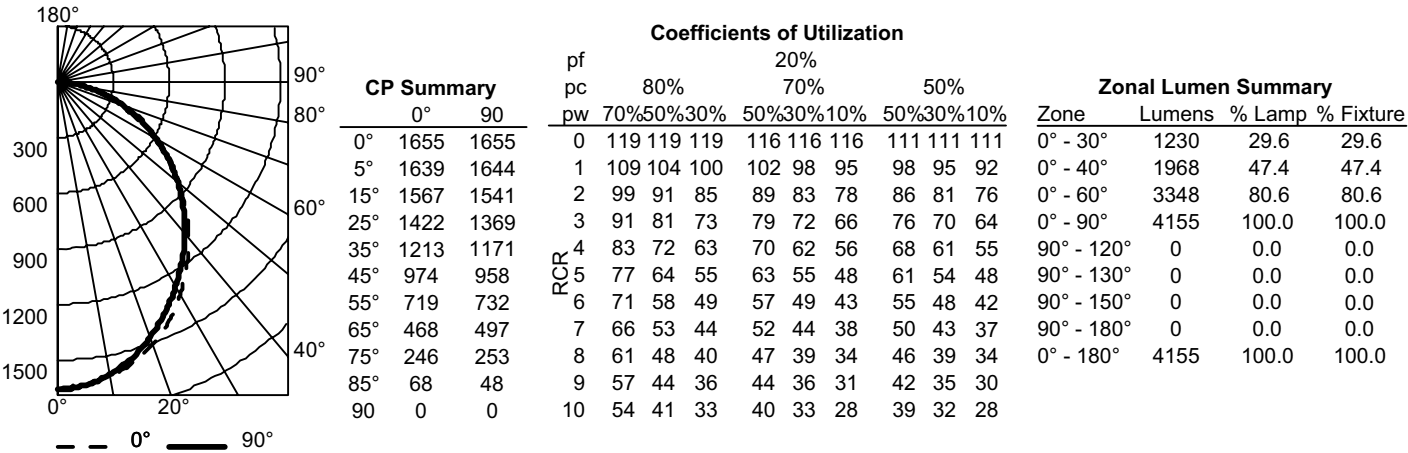 180°
90°
80°
300
600
60°
900
1200
40°
1500
0° 20°
0° 90°
CP Summary
0° 90
0° 1655 1655
5° 1639 1644
15° 1567 1541
25° 1422 1369
35° 1213 1171
45° 974 958
55° 719 732
65° 468 497
75° 246 253
85° 68 48
90 0 0
Coefficients of Utilization
pf 20%
pc 80% 70% 50%
pw 70%50%30% 50%30%10% 50%30%10%
0 119 119 119 116 116 116 111 111 111
1 109 104 100 102 98 95 98 95 92
2 99 91 85 89 83 78 86 81 76
3 91 81 73 79 72 66 76 70 64
4 83 72 63 70 62 56 68 61 55
RCR
5 77 64 55 63 55 48 61 54 48
6 71 58 49 57 49 43 55 48 42
7 66 53 44 52 44 38 50 43 37
8 61 48 40 47 39 34 46 39 34
9 57 44 36 44 36 31 42 35 30
10 54 41 33 40 33 28 39 32 28
Zonal Lumen Summary
Zone Lumens % Lamp % Fixture
0° - 30° 1230 29.6 29.6
0° - 40° 1968 47.4 47.4
0° - 60° 3348 80.6 80.6
0° - 90° 4155 100.0 100.0
90° - 120° 0 0.0 0.0
90° - 130° 0 0.0 0.0
90° - 150° 0 0.0 0.0
90° - 180° 0 0.0 0.0
0° - 180° 4155 100.0 100.0